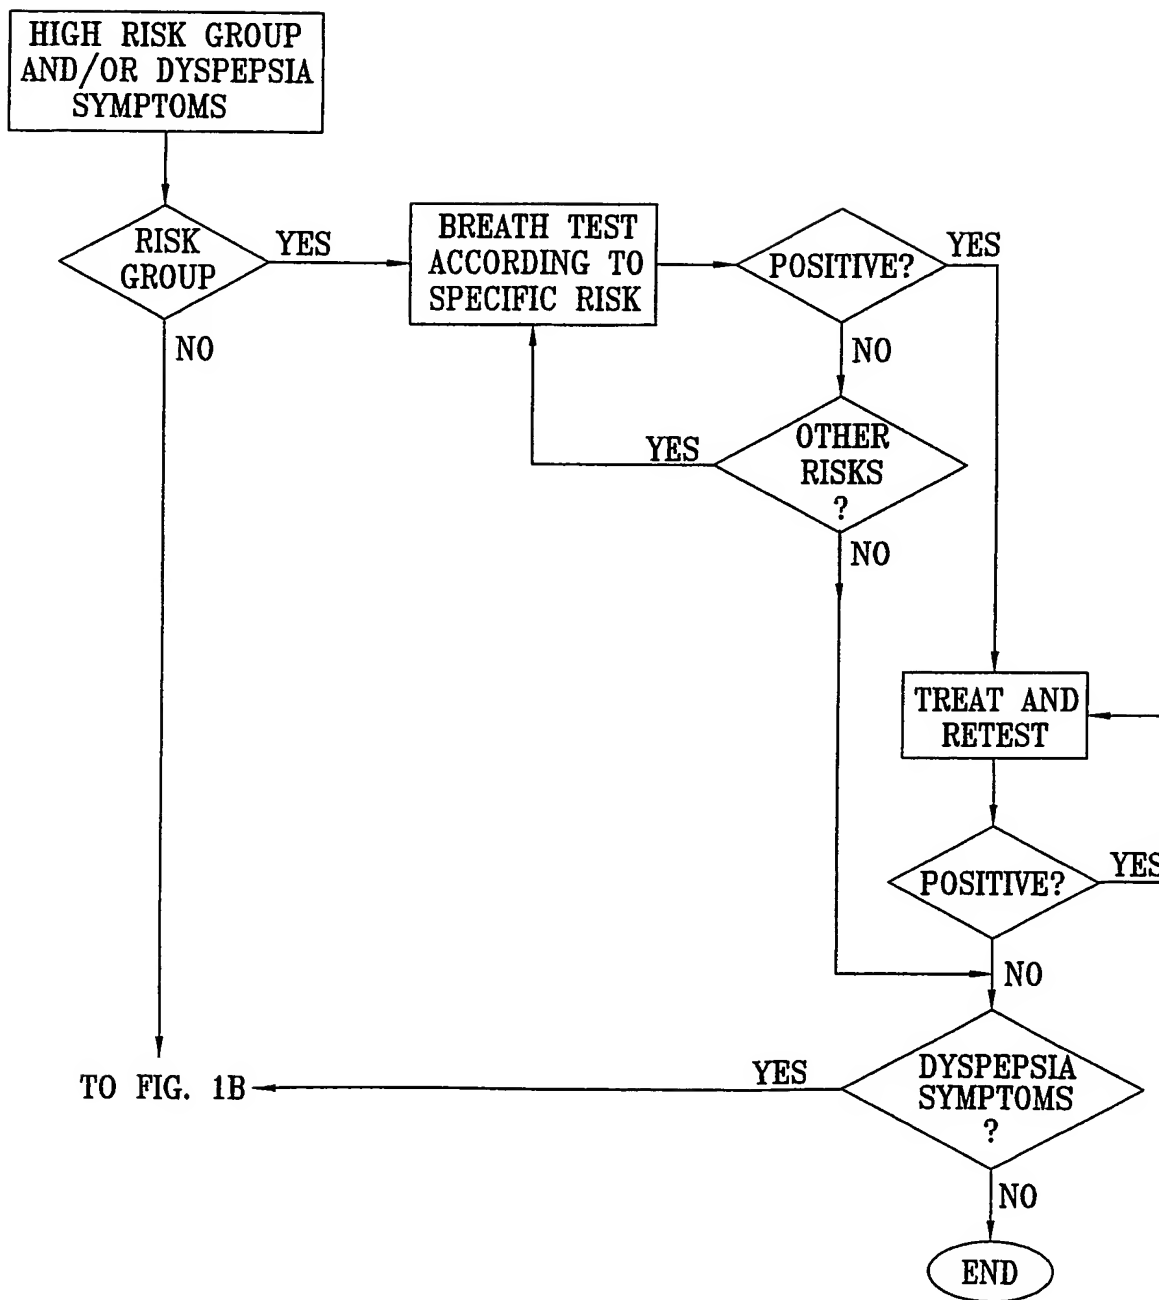 HIGH RISK GROUP
AND/OR DYSPEPSIA
SYMPTOMS
RISK
GROUP
YES
NO
BREATH TEST
ACCORDING TO
SPECIFIC RISK
POSITIVE?
YES
NO
OTHER
RISKS
?
YES
NO
TREAT AND
RETEST
POSITIVE?
YES
NO
DYSPEPSIA
SYMPTOMS
?
YES
TO FIG. 1B
NO
END